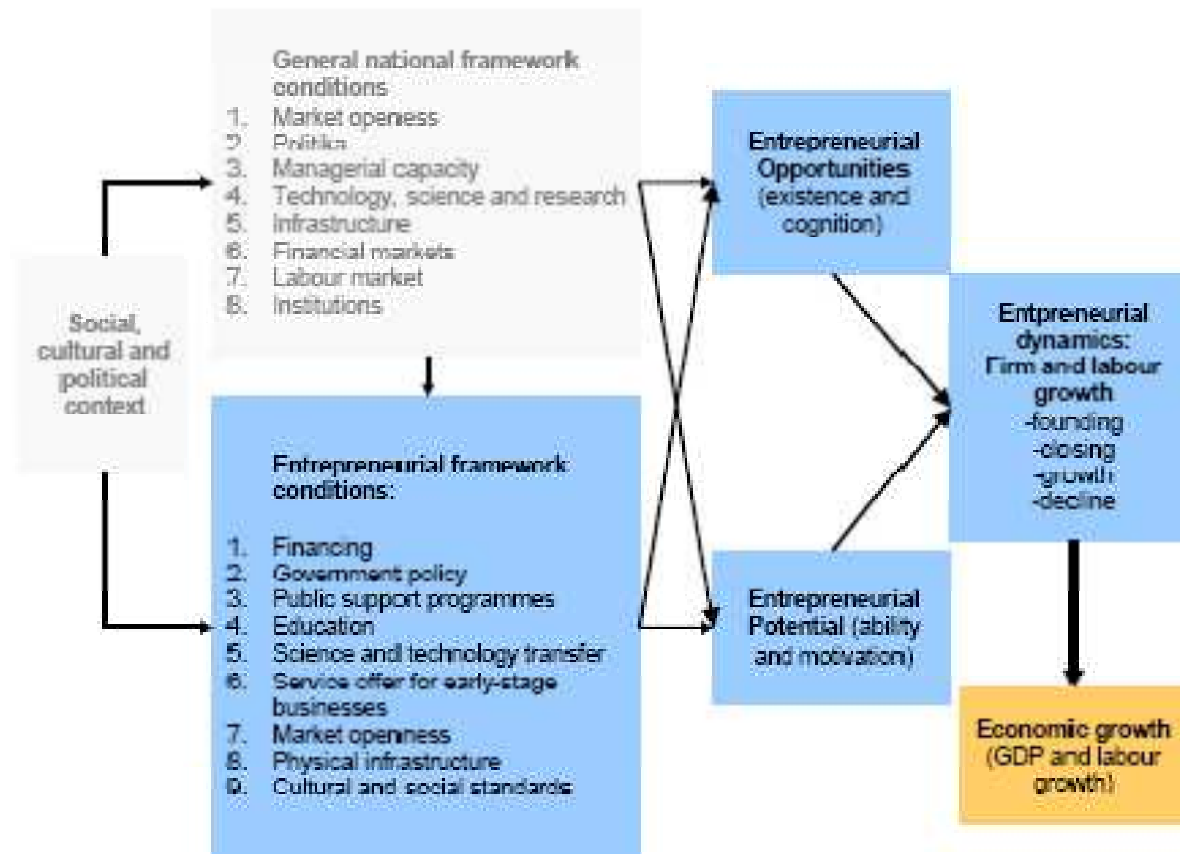 Social,
cultural and
political
context
General national framework
conditions
1. Market openess
2. Politika
3. Managerial capacity
4. Technology, science and research
5. Infrastructure
6. Financial markets
7. Labour market
8. Institutions
Entrepreneurial framework
conditions:
1. Financing
2. Government policy
3. Public support programmes
4. Education
5. Science and technology transfer
6. Service offer for early-stage
businesses
7. Market openness
8. Physical infrastructure
9. Cultural and social standards
Entrepreneurial
Opportunities
(existence and
cognition)
Entrepreneurial
Potential (ability
and motivation)
Entpreneurial
dynamics:
Firm and labour
growth
-founding
-closing
-growth
-decline
Economic growth
(GDP and labour
growth)